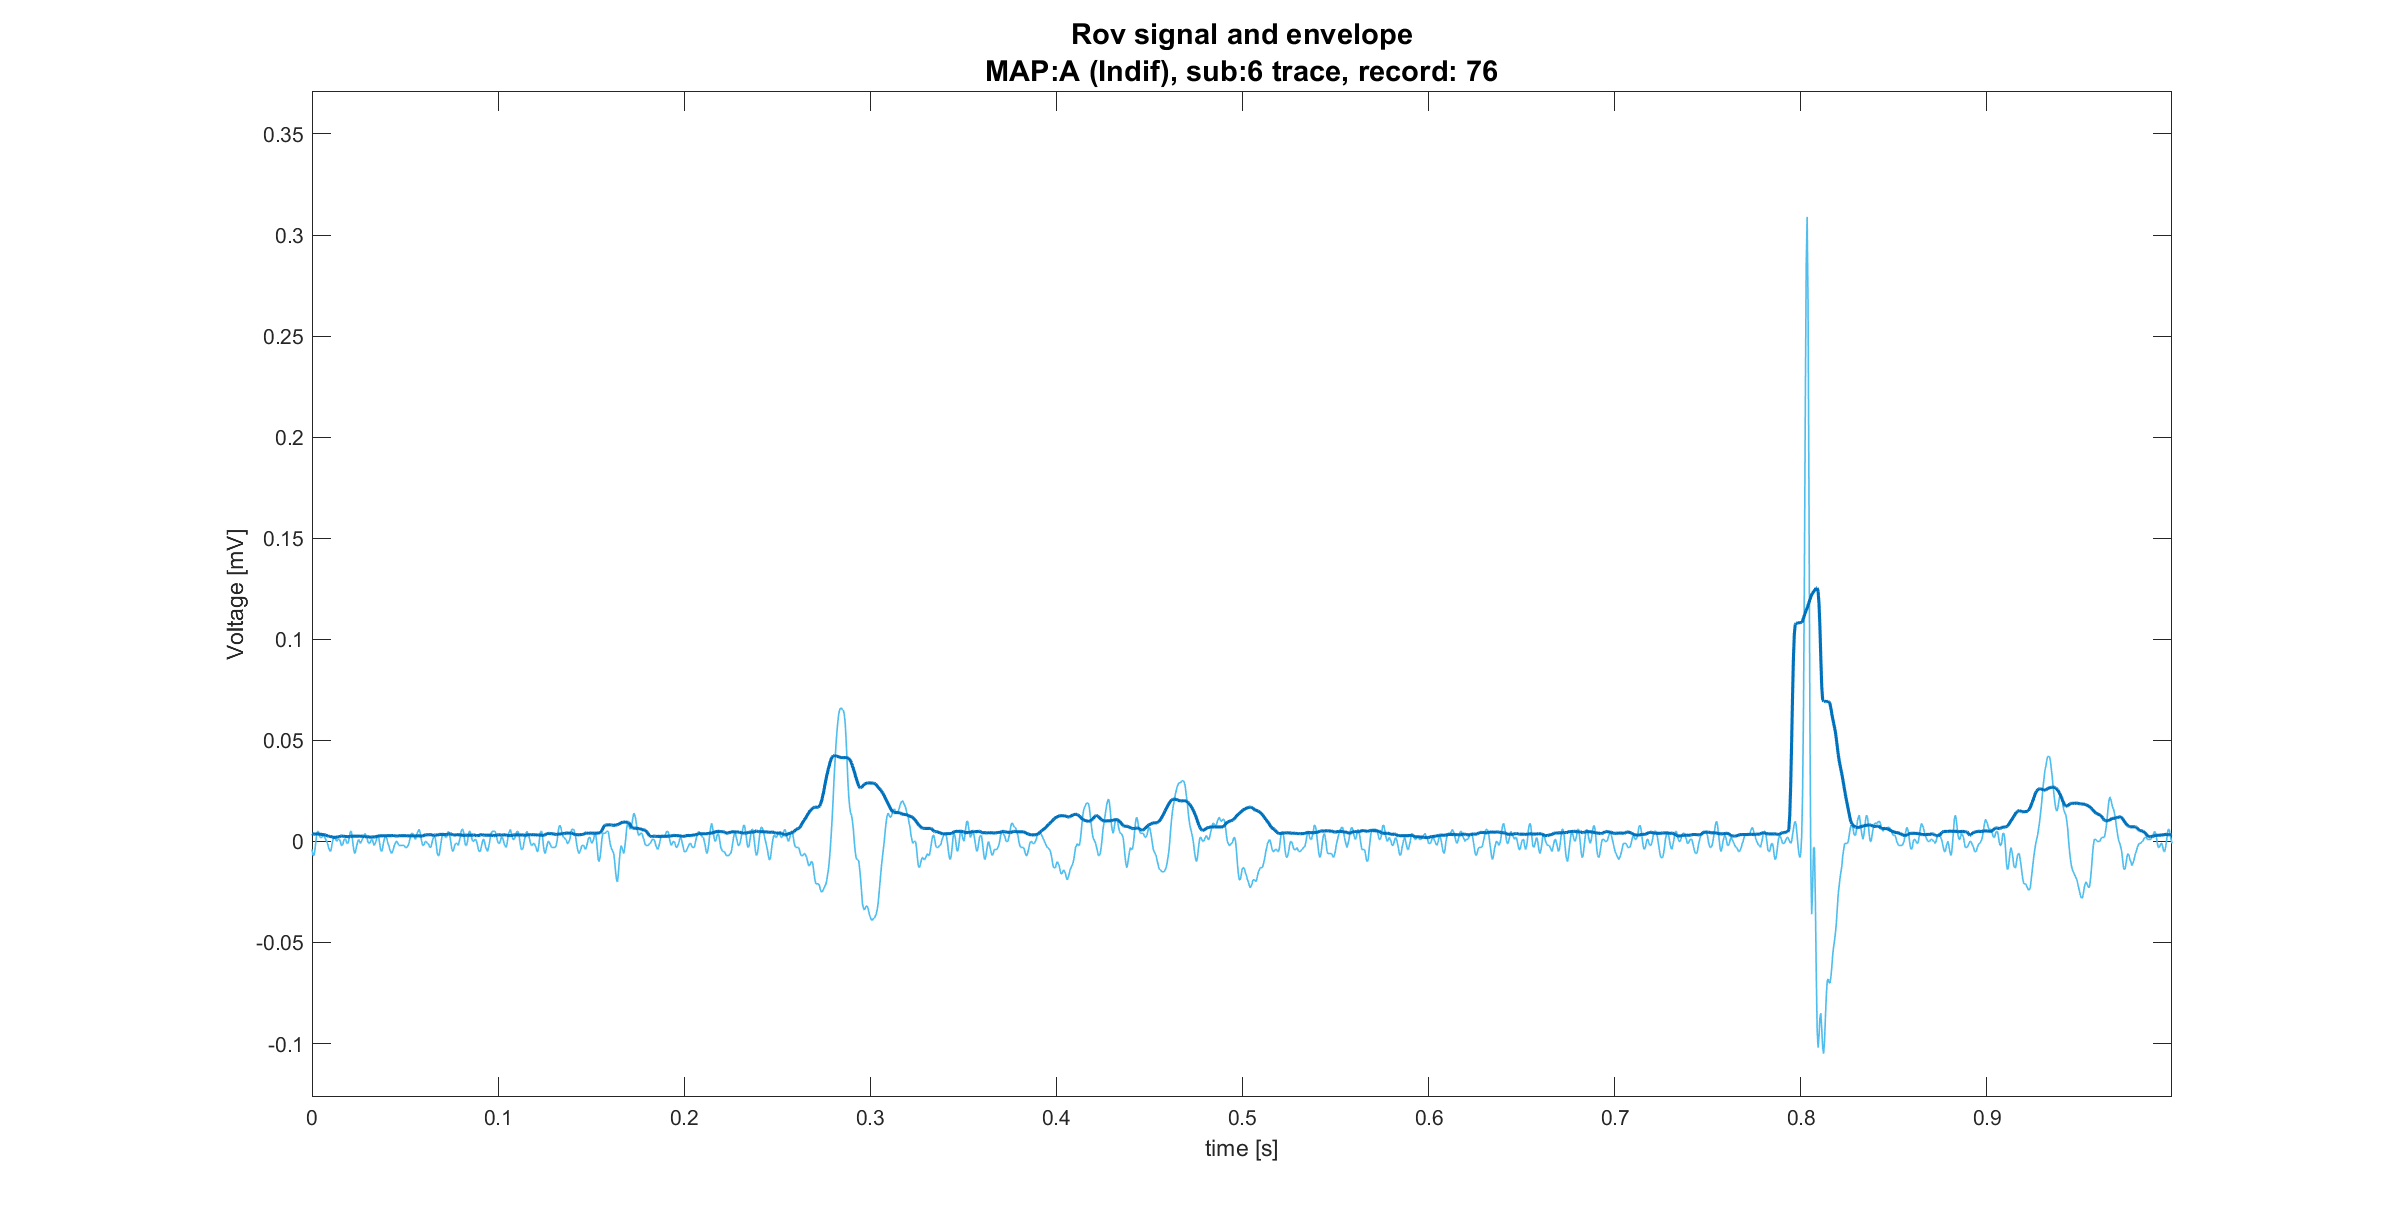 Rov signal and envelope
MAP:A (Indif), sub:6 trace, record: 76
0.35
0.3
0.25
0.2
0.15
0.1
0.05
0
-0.05
-0.1
Voltage [mV]
0 0.1 0.2 0.3 0.4 0.5 0.6 0.7 0.8 0.9
time [s]